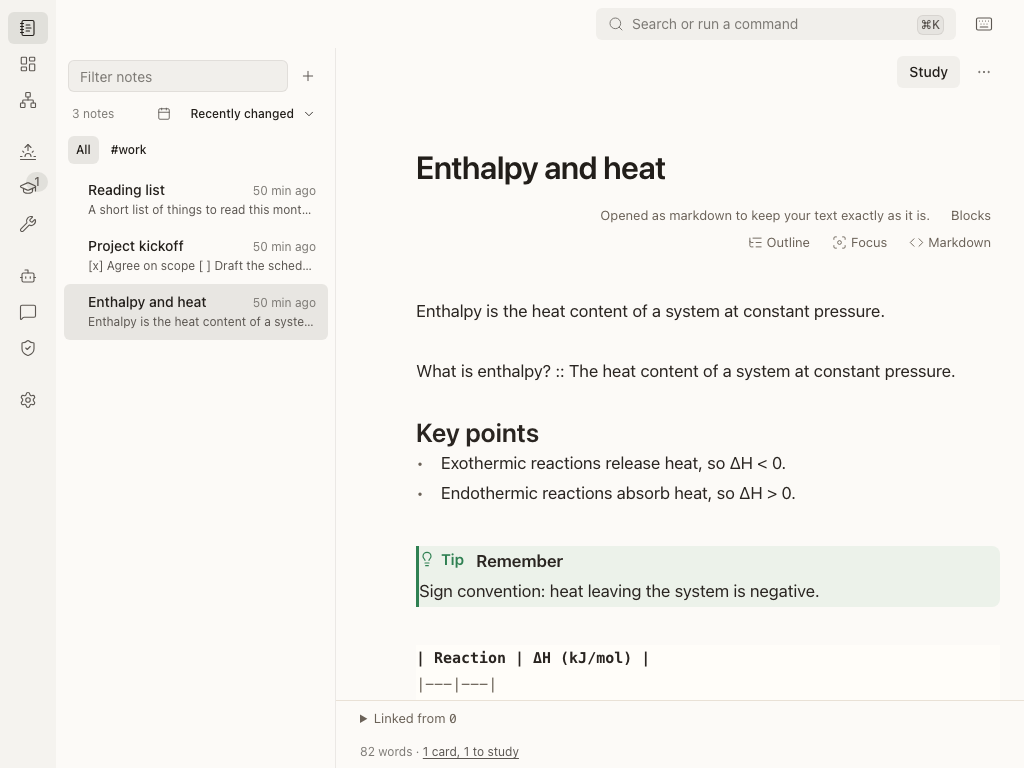 Search or run a command ⌘K
Filter notes
Study
3 notes Recently changed
All #work
1
Reading list 50 min ago
A short list of things to read this mont…
Project kickoff 50 min ago
[x] Agree on scope [ ] Draft the sched…
Enthalpy and heat 50 min ago
Enthalpy is the heat content of a syste…
Enthalpy and heat
Opened as markdown to keep your text exactly as it is. Blocks
Outline Focus Markdown
Enthalpy is the heat content of a system at constant pressure.
What is enthalpy? :: The heat content of a system at constant pressure.
Key points
• Exothermic reactions release heat, so ΔH < 0.
• Endothermic reactions absorb heat, so ΔH > 0.
Tip Remember
Sign convention: heat leaving the system is negative.
| Reaction | ΔH (kJ/mol) |
|---|---|
Linked from 0
82 words · 1 card, 1 to study